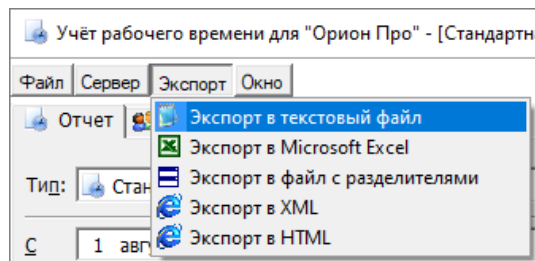 Учёт рабочего времени для "Орион Про" - [Стандартн
Файл Сервер Экспорт Окно
Отчет Экспорт в текстовый файл
Экспорт в Microsoft Excel
Тип: Стан Экспорт в файл с разделителями
Экспорт в XML
С 1 авг Экспорт в HTML